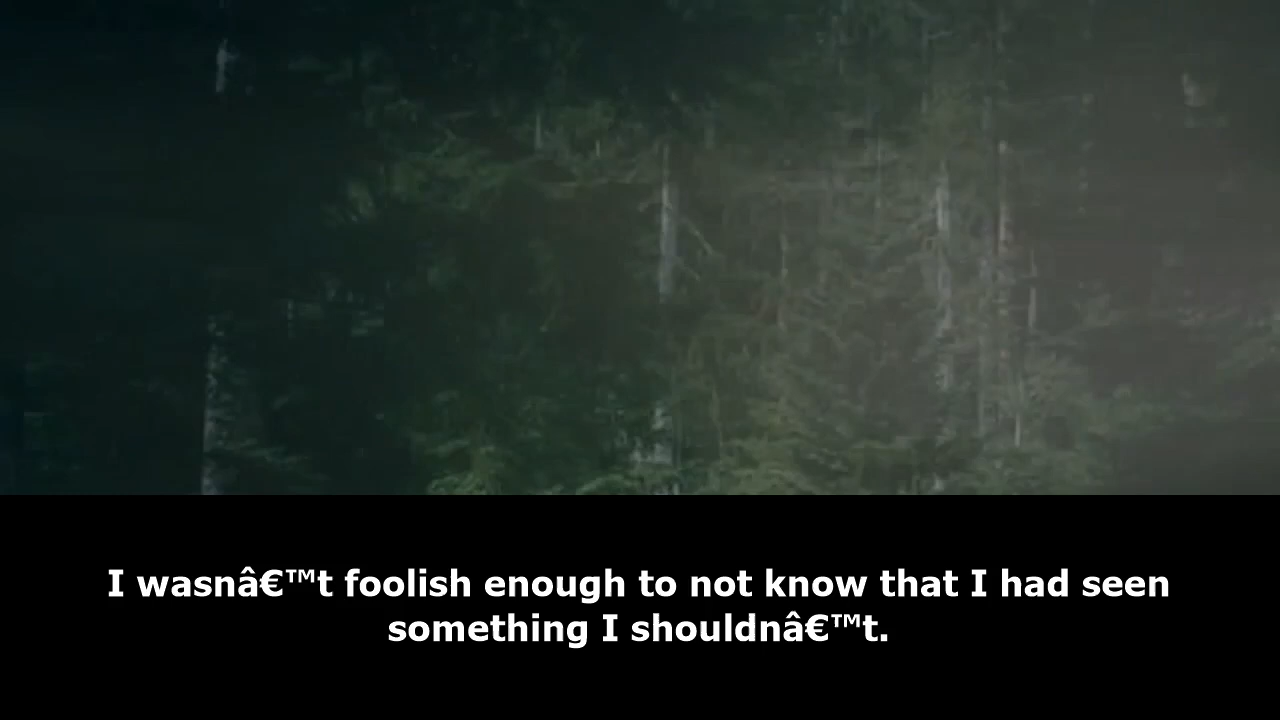 I wasnâ€™t foolish enough to not know that I had seen
something I shouldnâ€™t.